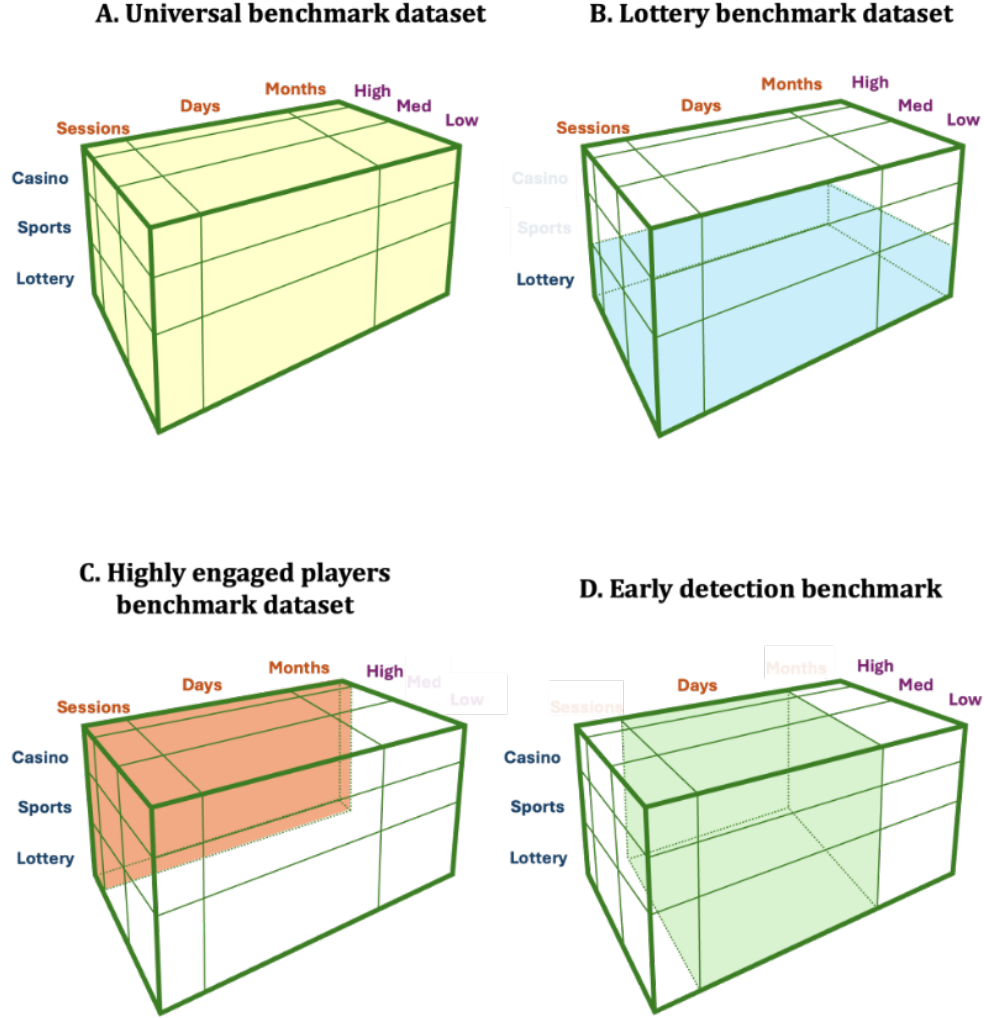 A. Universal benchmark dataset
Months
High
Days
Med
Sessions
Low
Casino
Sports
Lottery
B. Lottery benchmark dataset
Months
High
Days
Med
Sessions
Low
Casino
Sports
Lottery
C. Highly engaged players
benchmark dataset
Months
High
Days
Med
Sessions
Low
Casino
Sports
Lottery
D. Early detection benchmark
Months
High
Days
Med
Sessions
Low
Casino
Sports
Lottery